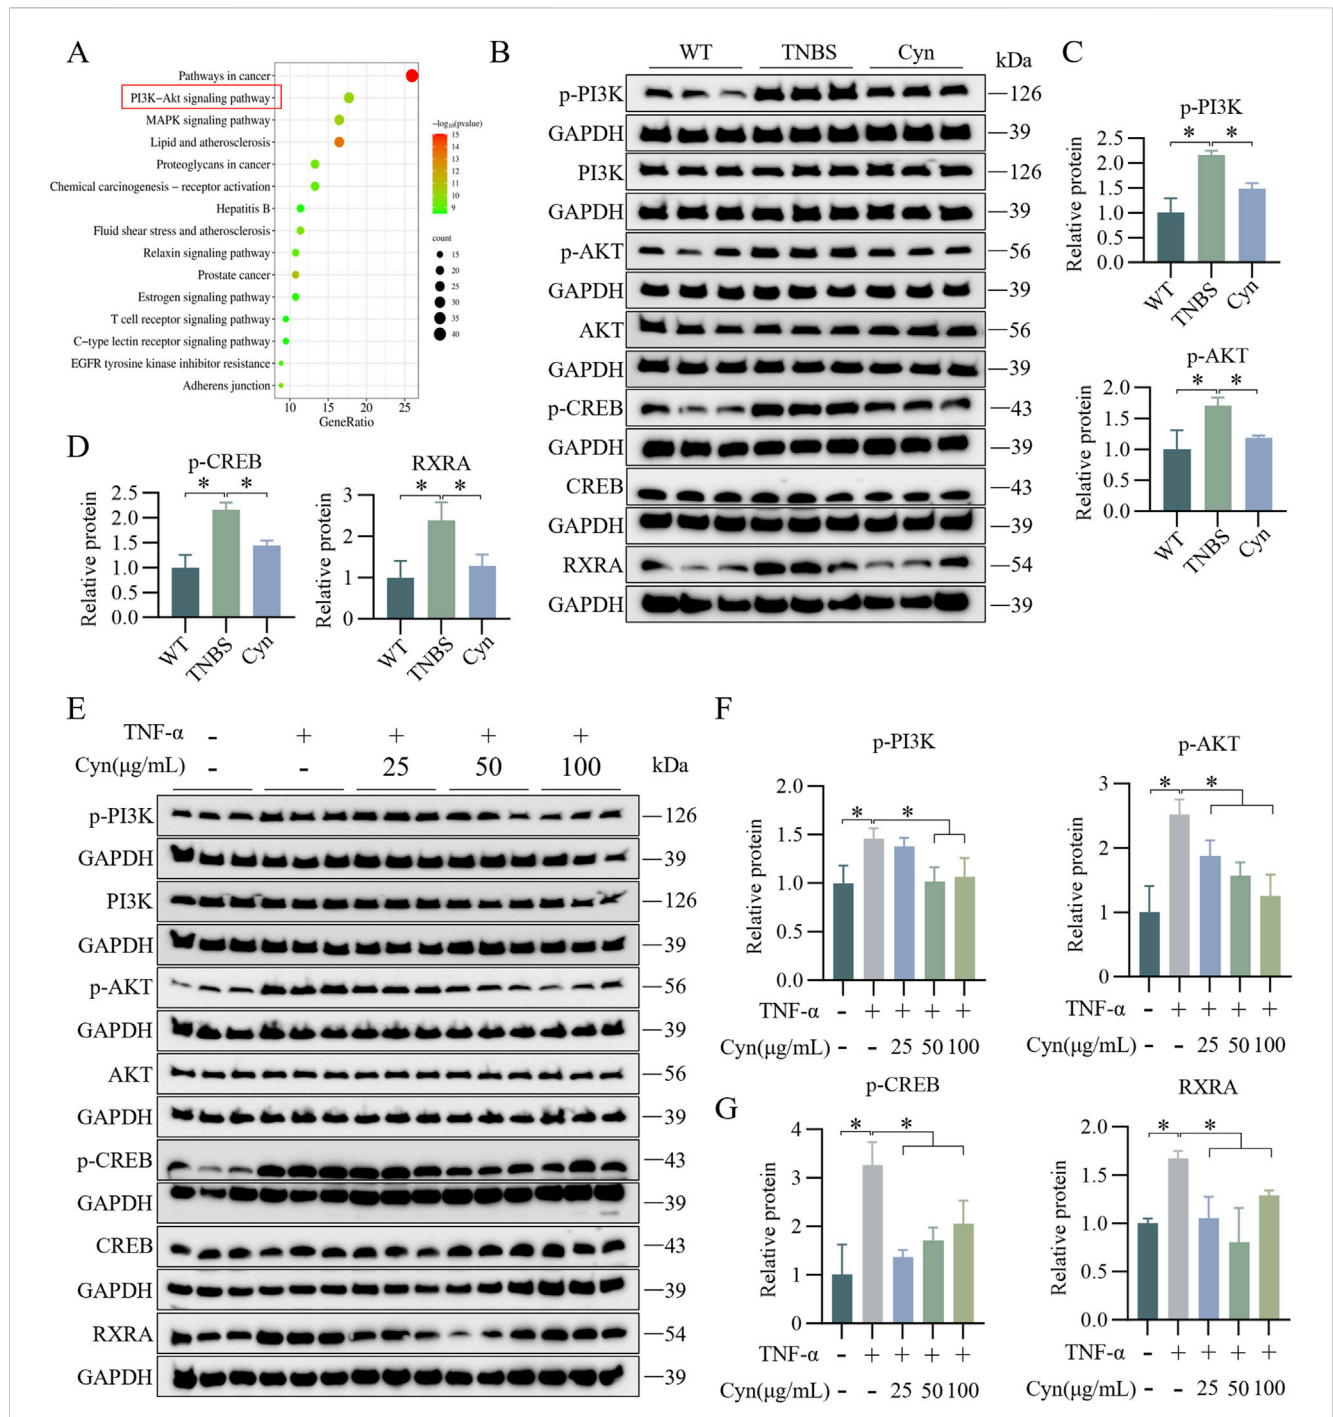 A
Pathways in cancer
PI3K−Akt signaling pathway
MAPK signaling pathway
Lipid and atherosclerosis
Proteoglycans in cancer
Chemical carcinogenesis − receptor activation
Hepatitis B
Fluid shear stress and atherosclerosis
Relaxin signaling pathway
Prostate cancer
Estrogen signaling pathway
T cell receptor signaling pathway
C-type lectin receptor signaling pathway
EGFR tyrosine kinase inhibitor resistance
Adherens junction
10 15 20 25
GeneRatio
−log10(pvalue)
15
14
13
12
11
10
9
count
15
20
25
30
35
40
B
WT TNBS Cyn kDa
p-PI3K —126
GAPDH —39
PI3K —126
GAPDH —39
p-AKT —56
GAPDH —39
AKT —56
GAPDH —39
p-CREB —43
GAPDH —39
CREB —43
GAPDH —39
RXRA —54
GAPDH —39
C
p-PI3K
Relative protein
2.5
2.0
1.5
1.0
0.5
0.0
* *
WT TNBS Cyn
p-AKT
Relative protein
2.0
1.5
1.0
0.5
0.0
* *
WT TNBS Cyn
D
p-CREB
Relative protein
2.5
2.0
1.5
1.0
0.5
0.0
* *
WT TNBS Cyn
RXRA
Relative protein
3
2
1
0
* *
WT TNBS Cyn
E
TNF-α - + + + +
Cyn(μg/mL) - - 25 50 100 kDa
p-PI3K —126
GAPDH —39
PI3K —126
GAPDH —39
p-AKT —56
GAPDH —39
AKT —56
GAPDH —39
p-CREB —43
GAPDH —39
CREB —43
GAPDH —39
RXRA —54
GAPDH —39
F
p-PI3K
Relative protein
2.0
1.5
1.0
0.5
0.0
* *
TNF-α - + + + +
Cyn(μg/mL) - - 25 50 100
p-AKT
Relative protein
3
2
1
0
* *
TNF-α - + + + +
Cyn(μg/mL) - - 25 50 100
G
p-CREB
Relative protein
4
3
2
1
0
* *
TNF-α - + + + +
Cyn(μg/mL) - - 25 50 100
RXRA
Relative protein
2.0
1.5
1.0
0.5
0.0
* *
TNF-α - + + + +
Cyn(μg/mL) - - 25 50 100